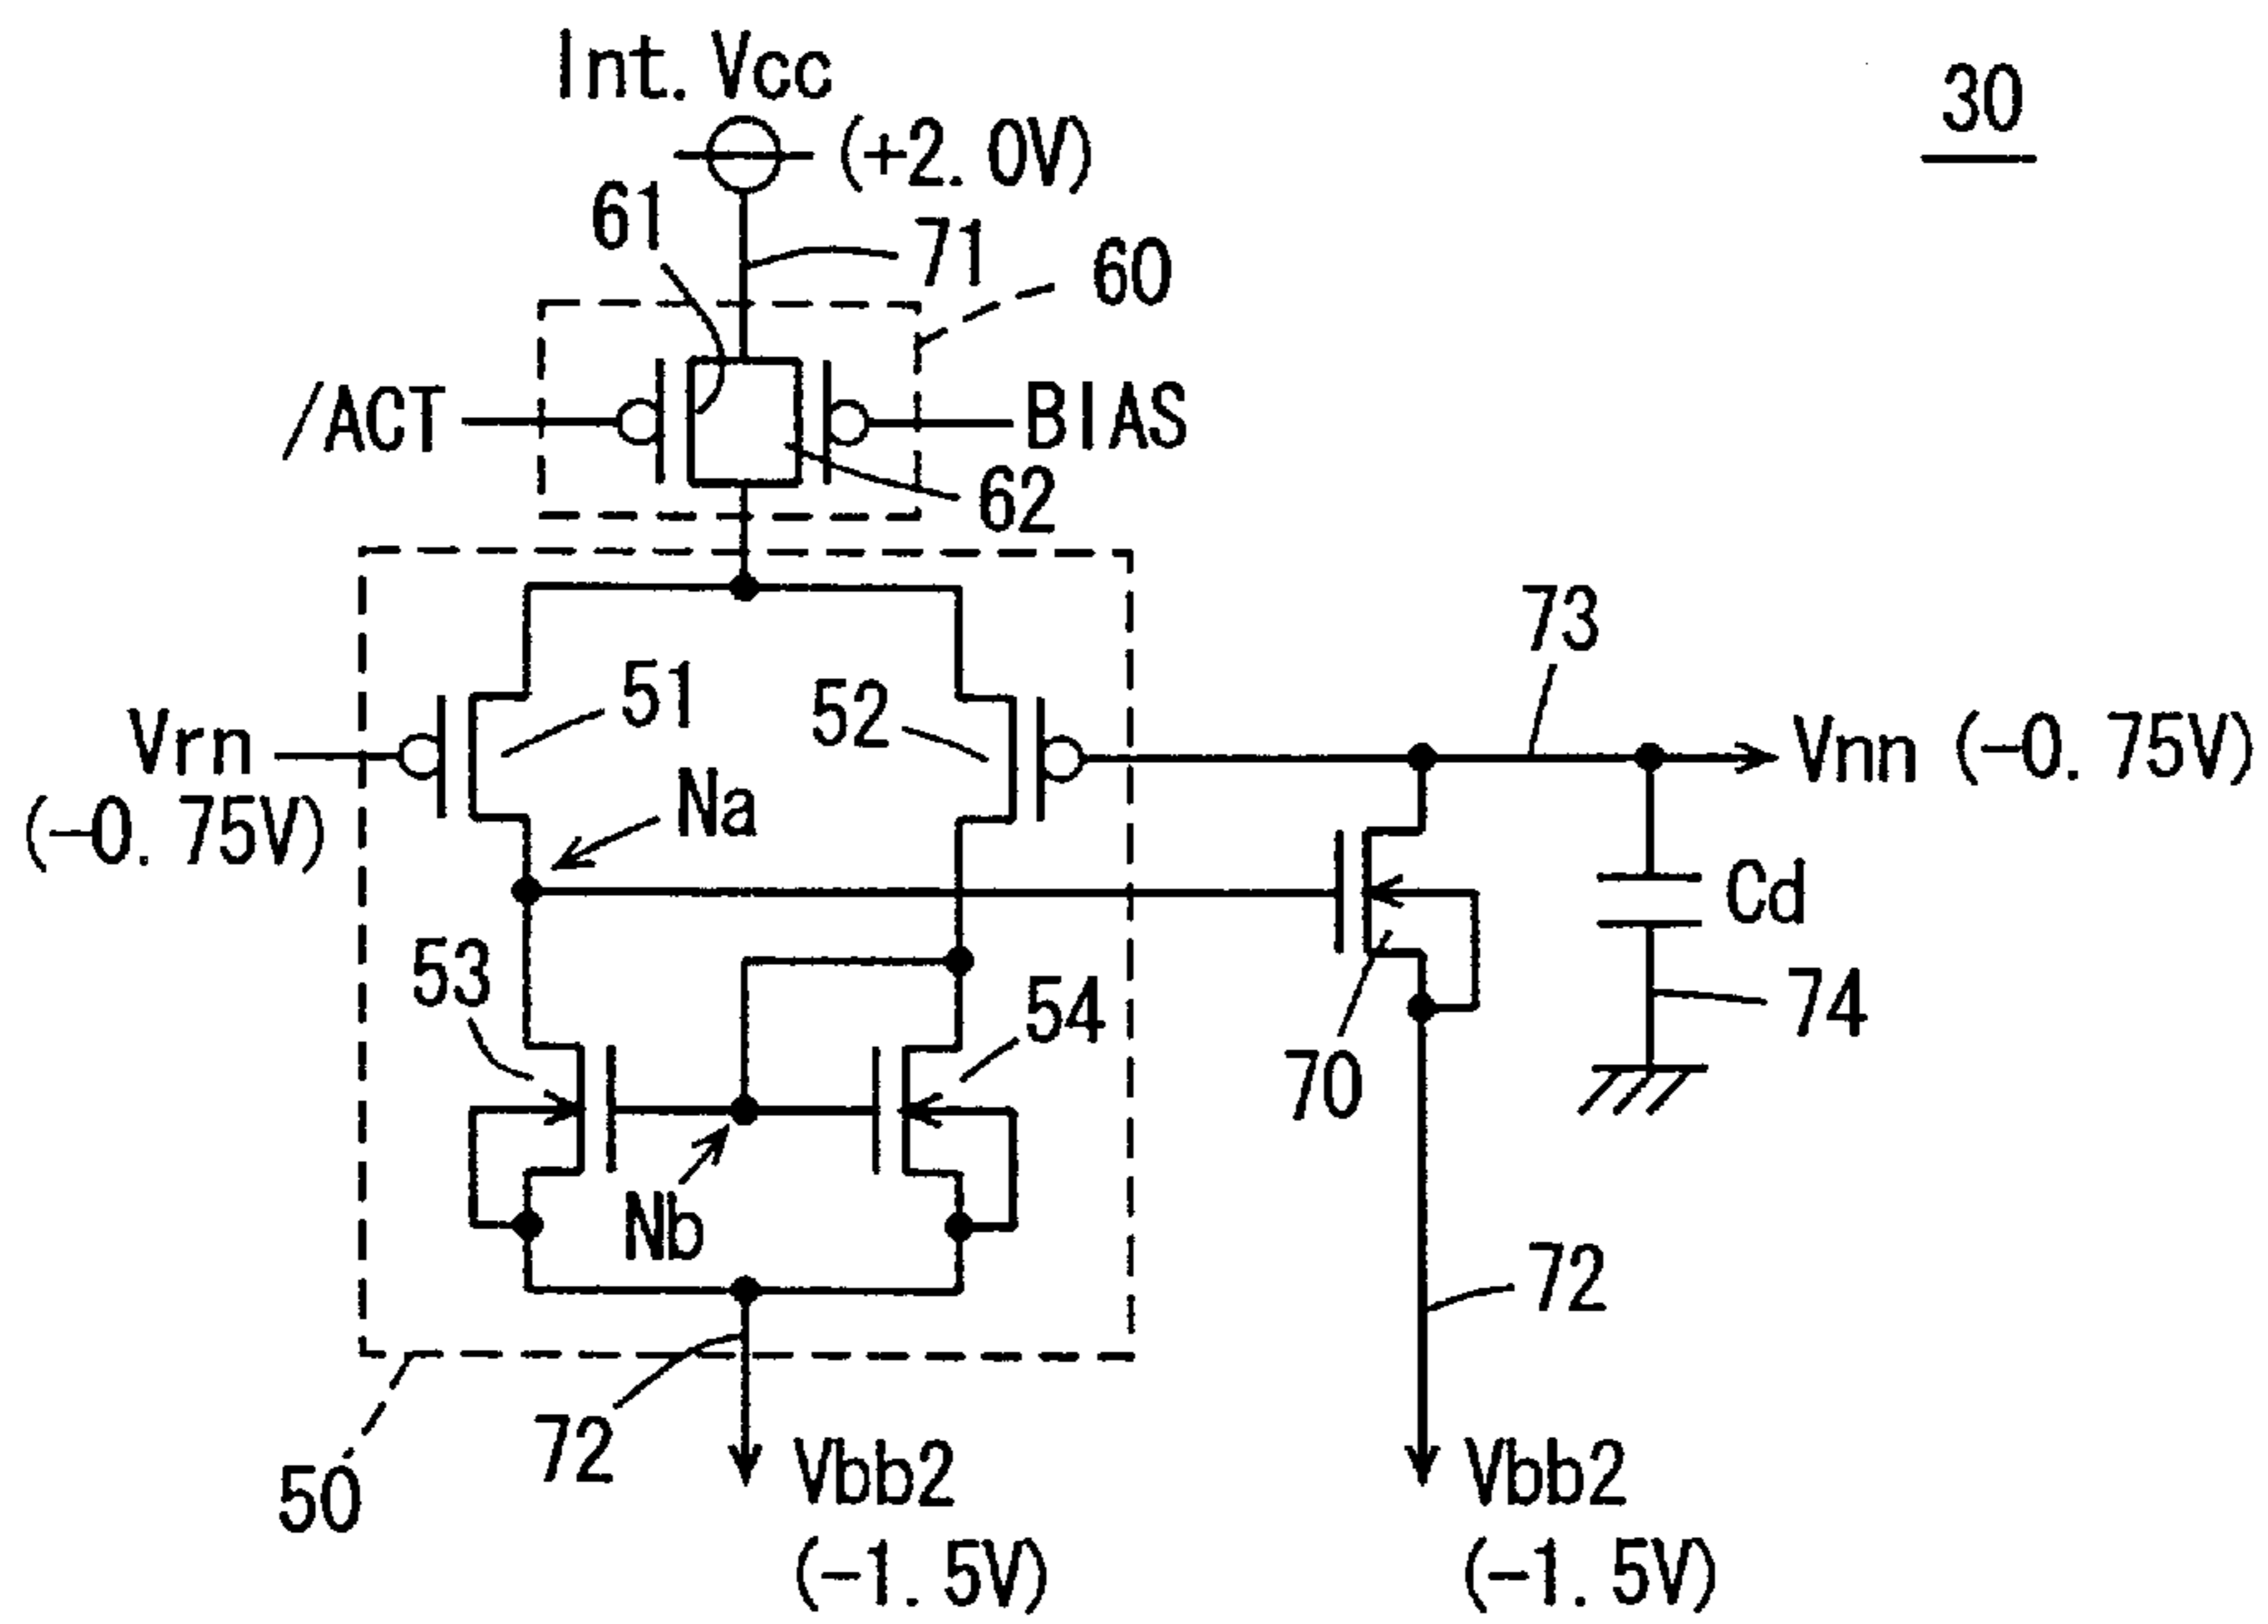 Int. Vcc
(+2. 0V)
30
61
71
60
/ACT
BIAS
62
73
51
52
Vrn
(-0. 75V)
Na
Vnn (-0. 75V)
Cd
53
54
74
70
Nb
72
72
50
Vbb2
(-1. 5V)
Vbb2
(-1. 5V)